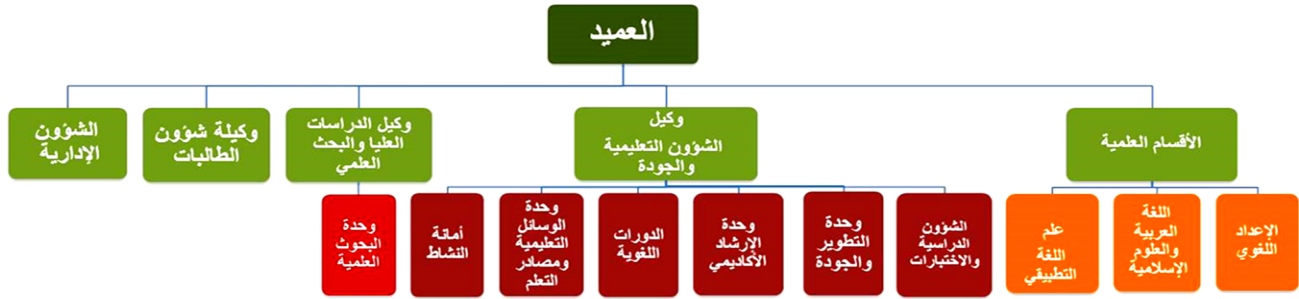 العميد
الأقسام العلمية
وكيل
الشؤون التعليمية
والجودة
وكيل الدراسات
العليا والبحث
العلمي
وكيلة شؤون
الطالبات
الشؤون
الإدارية
الإعداد
اللغوي
اللغة
العربية
والعلوم
الإسلامية
علم
اللغة
التطبيقي
الشؤون
الدراسية
والاختبارات
وحدة
التطوير
والجودة
وحدة
الإرشاد
الأكاديمي
الدورات
اللغوية
وحدة
الوسائل
التعليمية
ومصادر
التعلم
أمانة
النشاط
وحدة
البحوث
العلمية